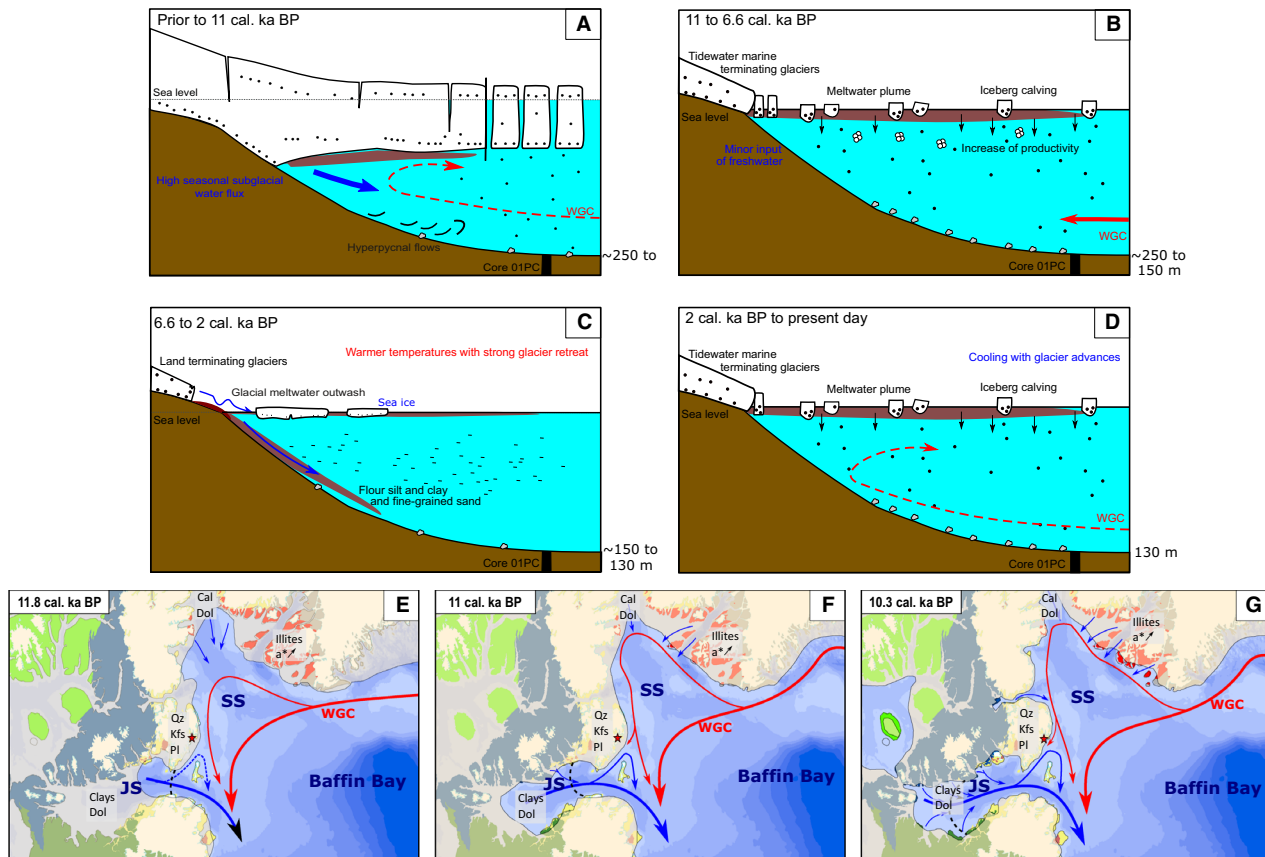 Prior to 11 cal. ka BP
A
Sea level
High seasonal subglacial
water flux
WGC
Hyperpycnal flows
Core 01PC
~250 to
150 m
11 to 6.6 cal. ka BP
B
Tidewater marine
terminating glaciers
Meltwater plume
Iceberg calving
Sea level
Minor input
of freshwater
Increase of productivity
WGC
Core 01PC
~250 to
150 m
6.6 to 2 cal. ka BP
C
Warmer temperatures with strong glacier retreat
Land terminating glaciers
Glacial meltwater outwash
Sea ice
Sea level
Flour silt and clay
and fine-grained sand
Core 01PC
~150 to
130 m
2 cal. ka BP to present day
D
Tidewater marine
terminating glaciers
Cooling with glacier advances
Meltwater plume
Iceberg calving
Sea level
WGC
Core 01PC
130 m
11.8 cal. ka BP
E
Cal
Dol
Illites
a*↗
SS
WGC
Qz
Kfs
Pl
JS
Baffin Bay
Clays
Dol
11 cal. ka BP
F
Cal
Dol
Illites
a*↗
SS
WGC
Qz
Kfs
Pl
JS
Baffin Bay
Clays
Dol
10.3 cal. ka BP
G
Cal
Dol
Illites
a*↗
SS
WGC
Qz
Kfs
Pl
JS
Baffin Bay
Clays
Dol